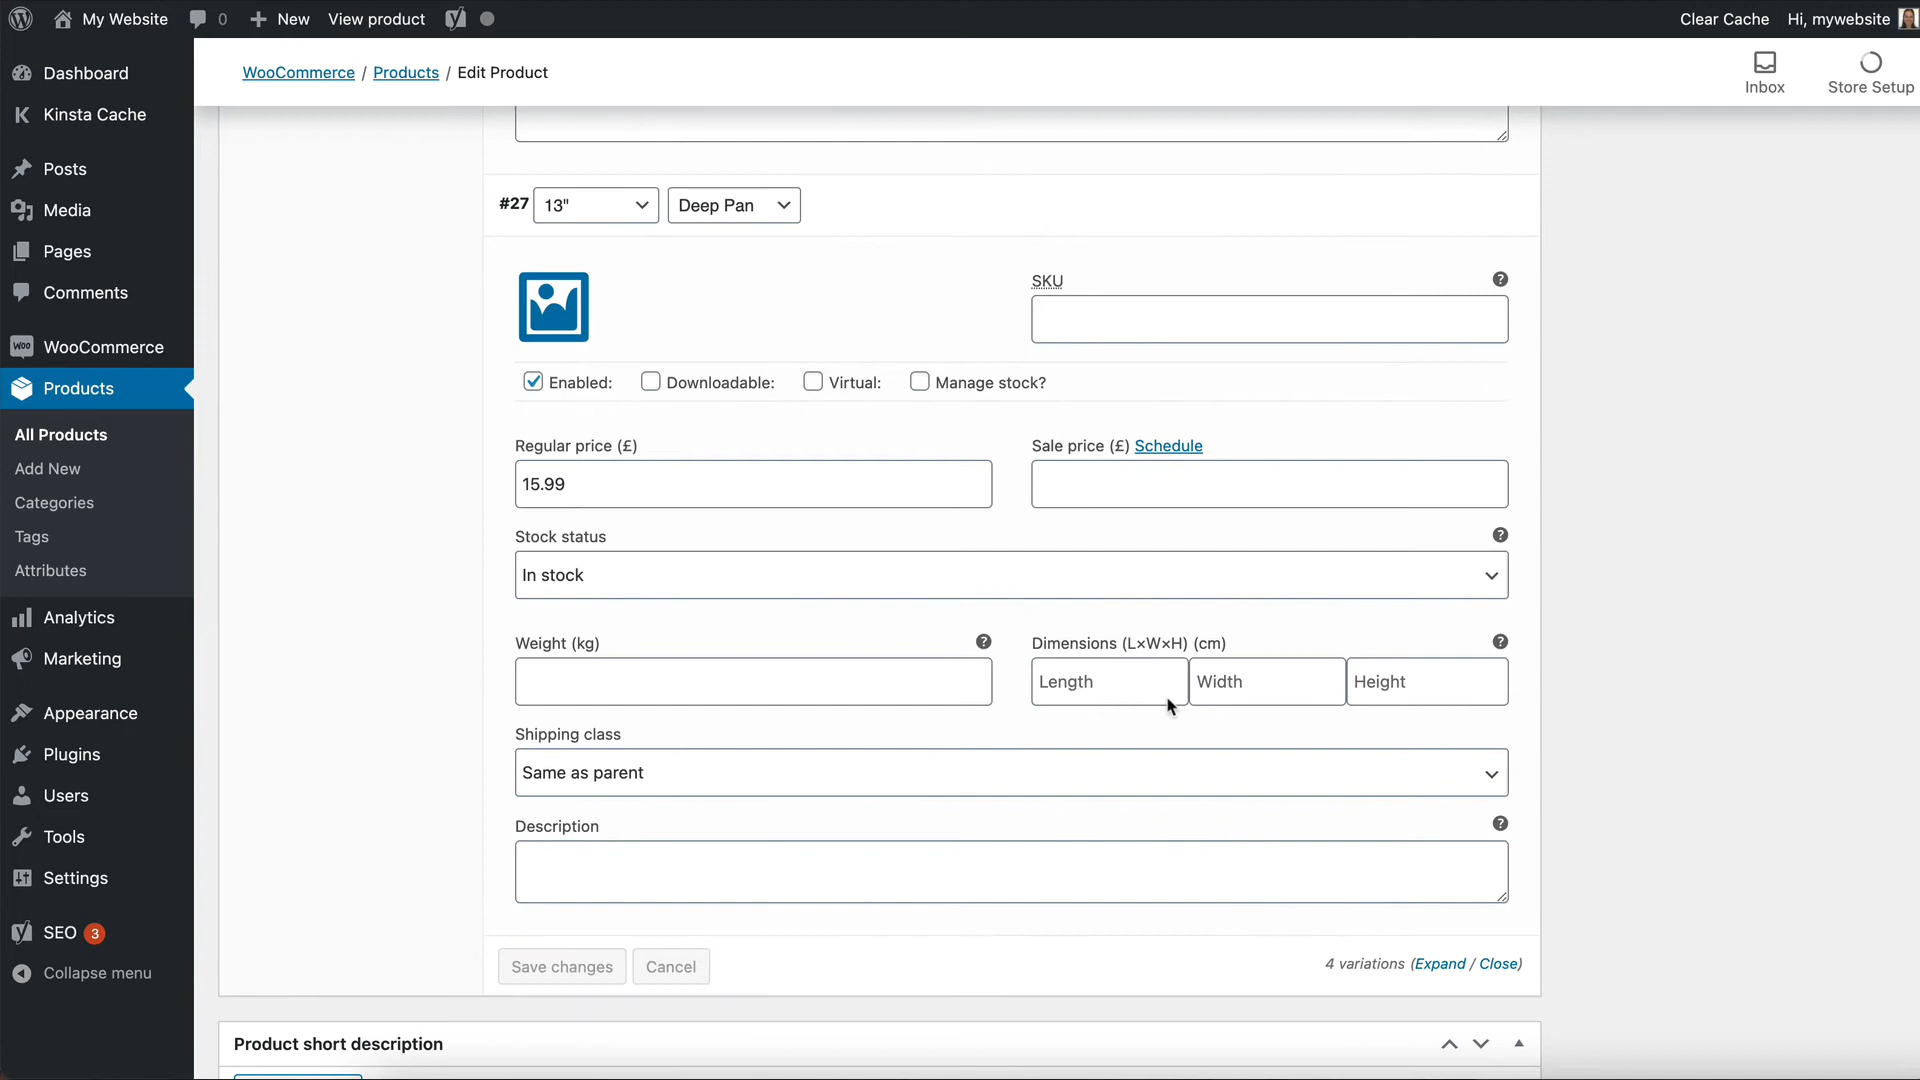 My Website
0
New
View product
Clear Cache
Hi, mywebsite
Dashboard
Kinsta Cache
Posts
Media
Pages
Comments
WOO
WooCommerce
Products
All Products
Add New
Categories
Tags
Attributes
Analytics
Marketing
Appearance
Plugins
Users
Tools
Settings
SEO 3
Collapse menu
WooCommerce / Products / Edit Product
Inbox
Store Setup
#27 13" Deep Pan
SKU
Enabled: Downloadable: Virtual: Manage stock?
Regular price (£)
15.99
Sale price (£) Schedule
Stock status
In stock
Weight (kg)
Dimensions (L×W×H) (cm)
Length Width Height
Shipping class
Same as parent
Description
Save changes Cancel
4 variations (Expand / Close)
Product short description